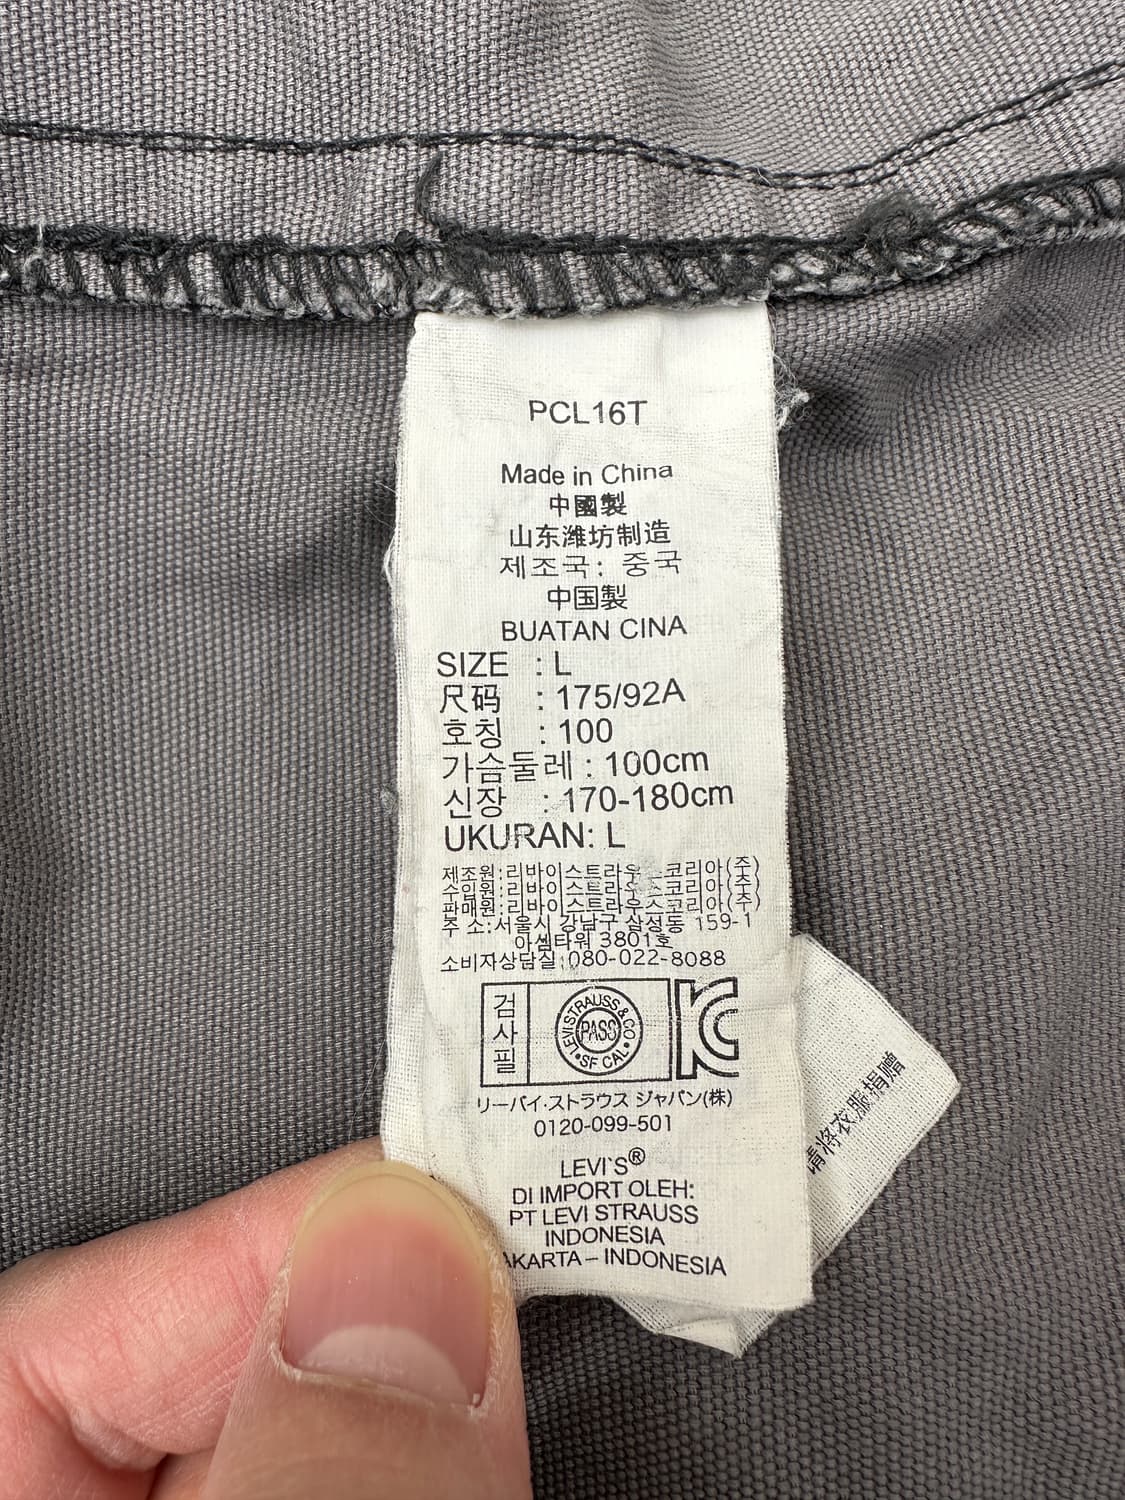 PCL16T
Made in China
中國製
山东潍坊制造
제조국: 중국
中国製
BUATAN CINA
SIZE : L
尺码 : 175/92A
호칭 : 100
가슴둘레 : 100cm
신장 : 170-180cm
UKURAN: L
제조원:리바이스트라우스코리아(주)
수입원:리바이스트라우스코리아(주)
판매원:리바이스트라우스코리아(주)
주 소:서울시 강남구 삼성동 159-1
아셈타워 3801호
소비자상담실:080-022-8088
검사필
LEVI STRAUSS & CO
PASS
SF CAL
KC
リーバイ·ストラウス ジャパン(株)
0120-099-501
LEVI'S®
DI IMPORT OLEH:
PT LEVI STRAUSS
INDONESIA
AKARTA – INDONESIA
请将衣服捐赠